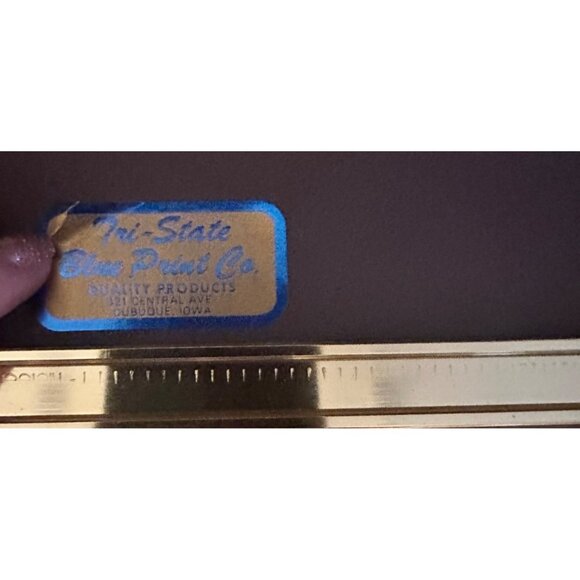 Tri-State
Blue Print Co.
QUALITY PRODUCTS
121 CENTRAL AVE
DUBUQUE, IOWA